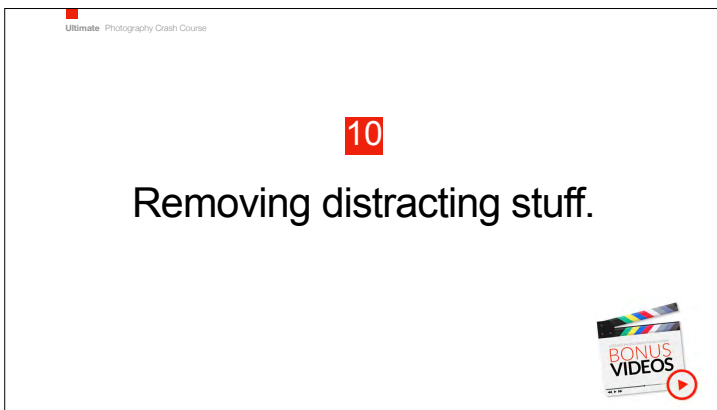 Ultimate Photography Crash Course
10
Removing distracting stuff.
BONUS
VIDEOS